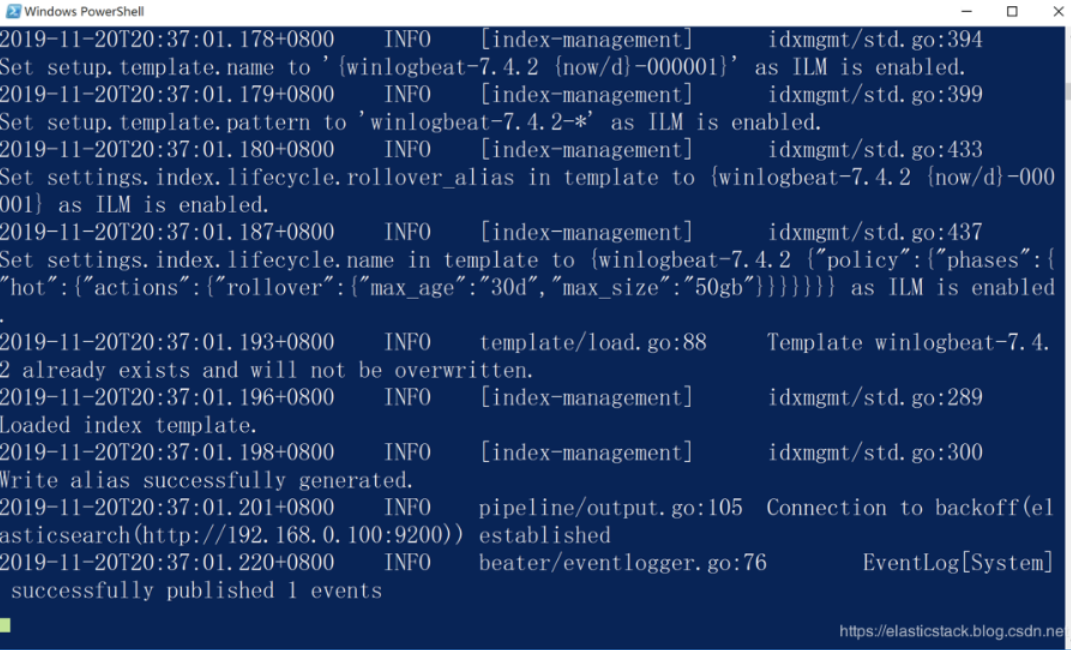 Windows PowerShell
2019-11-20T20:37:01.178+0800 INFO [index-management] idxmgmt/std.go:394
Set setup.template.name to '{winlogbeat-7.4.2 {now/d}-000001}' as ILM is enabled.
2019-11-20T20:37:01.179+0800 INFO [index-management] idxmgmt/std.go:399
Set setup.template.pattern to 'winlogbeat-7.4.2-*' as ILM is enabled.
2019-11-20T20:37:01.180+0800 INFO [index-management] idxmgmt/std.go:433
Set settings.index.lifecycle.rollover_alias in template to {winlogbeat-7.4.2 {now/d}-000
001} as ILM is enabled.
2019-11-20T20:37:01.187+0800 INFO [index-management] idxmgmt/std.go:437
Set settings.index.lifecycle.name in template to {winlogbeat-7.4.2 {"policy":{"phases":{
"hot":{"actions":{"rollover":{"max_age":"30d","max_size":"50gb"}}}}}}} as ILM is enabled
.
2019-11-20T20:37:01.193+0800 INFO template/load.go:88 Template winlogbeat-7.4.
2 already exists and will not be overwritten.
2019-11-20T20:37:01.196+0800 INFO [index-management] idxmgmt/std.go:289
Loaded index template.
2019-11-20T20:37:01.198+0800 INFO [index-management] idxmgmt/std.go:300
Write alias successfully generated.
2019-11-20T20:37:01.201+0800 INFO pipeline/output.go:105 Connection to backoff(el
asticsearch(http://192.168.0.100:9200)) established
2019-11-20T20:37:01.220+0800 INFO beater/eventlogger.go:76 EventLog[System]
successfully published 1 events
https://elasticstack.blog.csdn.net